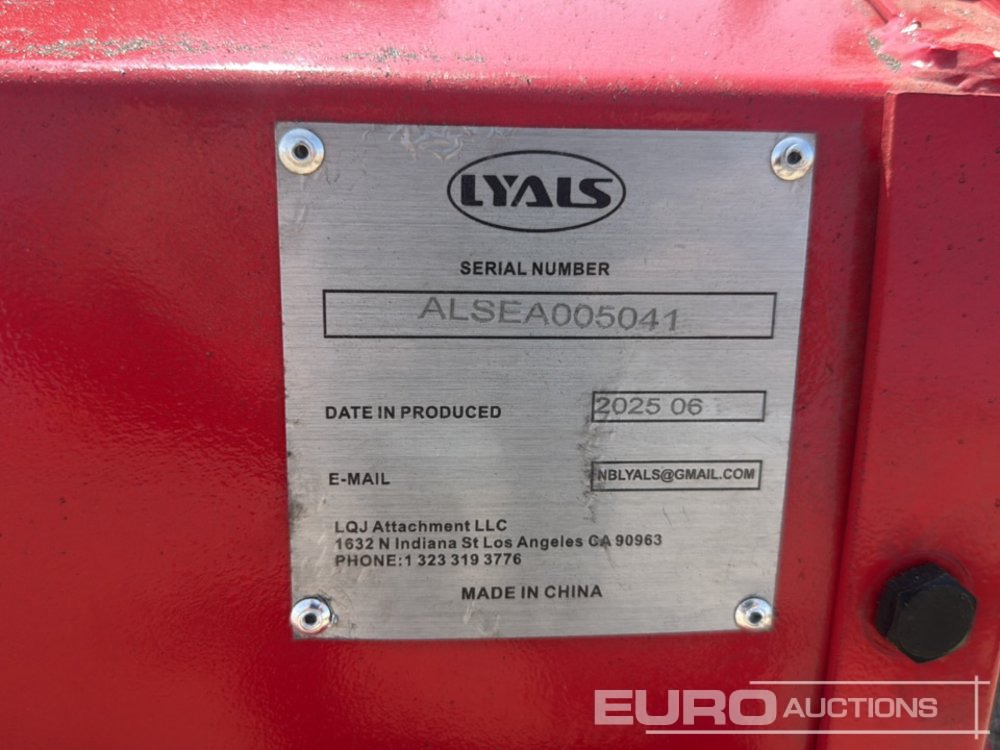 LYALS
SERIAL NUMBER
ALSEA005041
DATE IN PRODUCED 2025 06
E-MAIL NBLYALS@GMAIL.COM
LQJ Attachment LLC
1632 N Indiana St Los Angeles CA 90963
PHONE:1 323 319 3776
MADE IN CHINA
EURO AUCTIONS